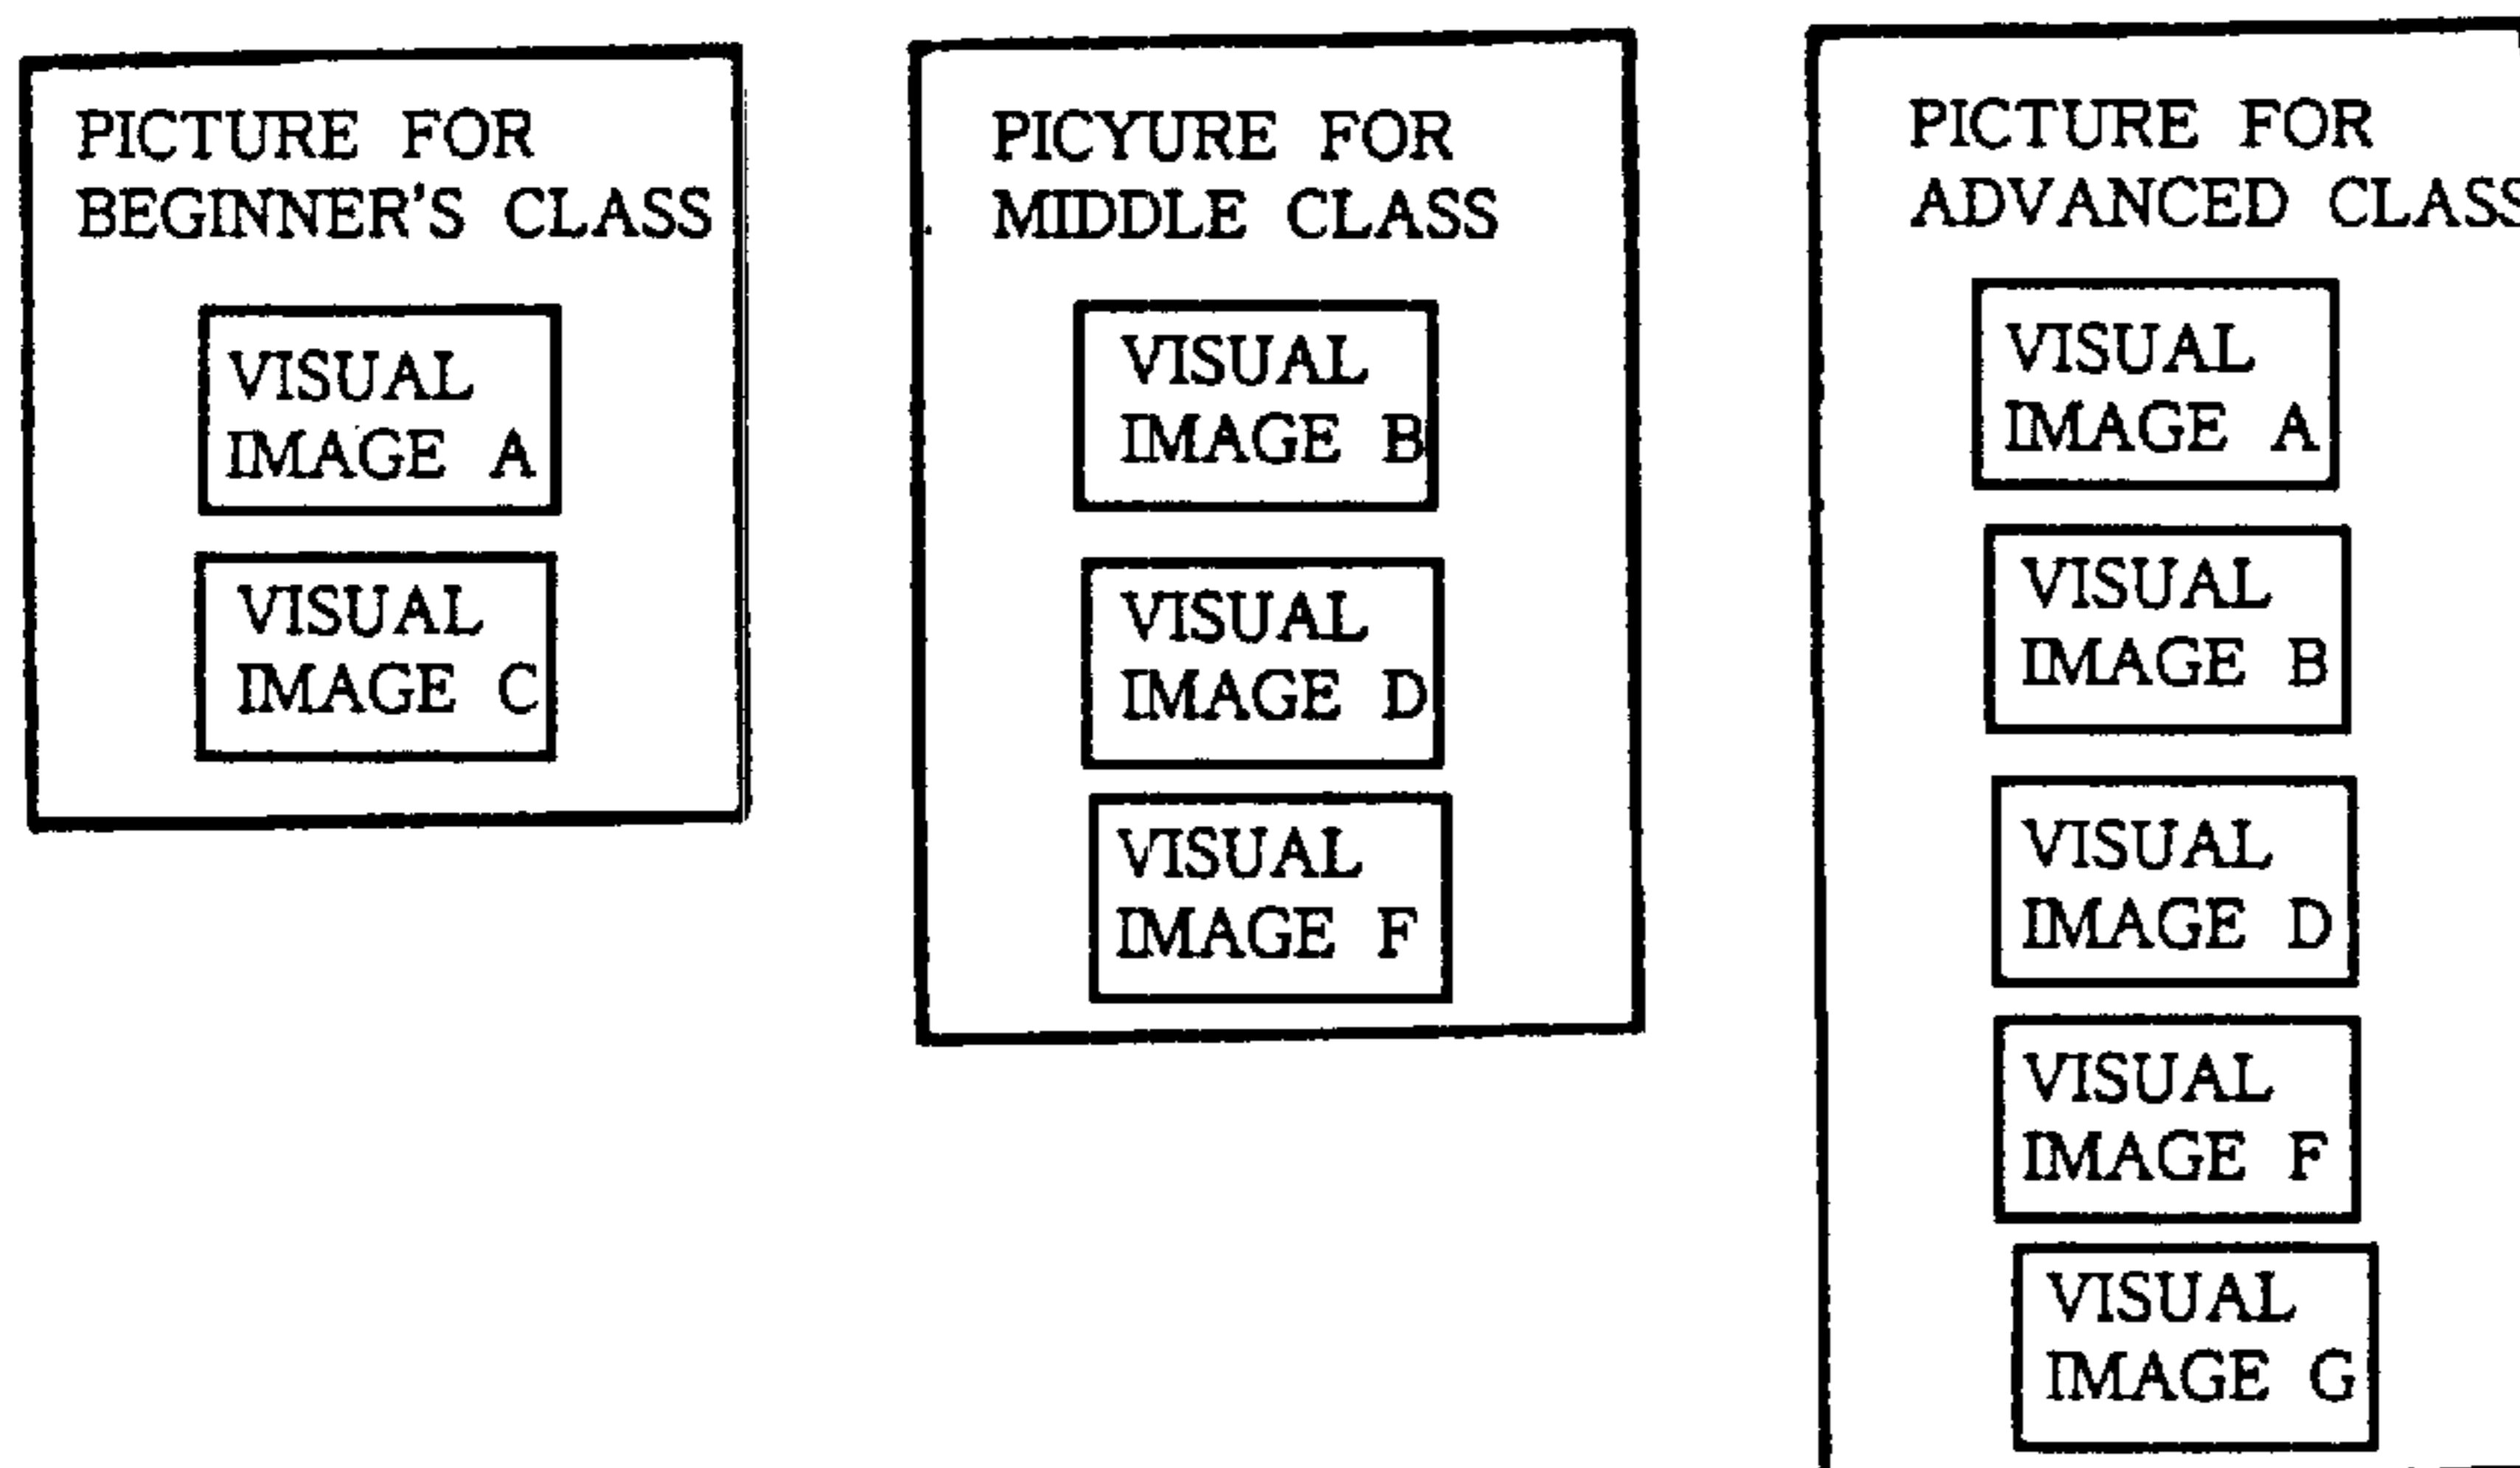 PICTURE FOR
BEGINNER'S CLASS
VISUAL
IMAGE A
VISUAL
IMAGE C
PICYURE FOR
MIDDLE CLASS
VISUAL
IMAGE B
VISUAL
IMAGE D
VISUAL
IMAGE F
PICTURE FOR
ADVANCED CLASS
VISUAL
IMAGE A
VISUAL
IMAGE B
VISUAL
IMAGE D
VISUAL
IMAGE F
VISUAL
IMAGE G